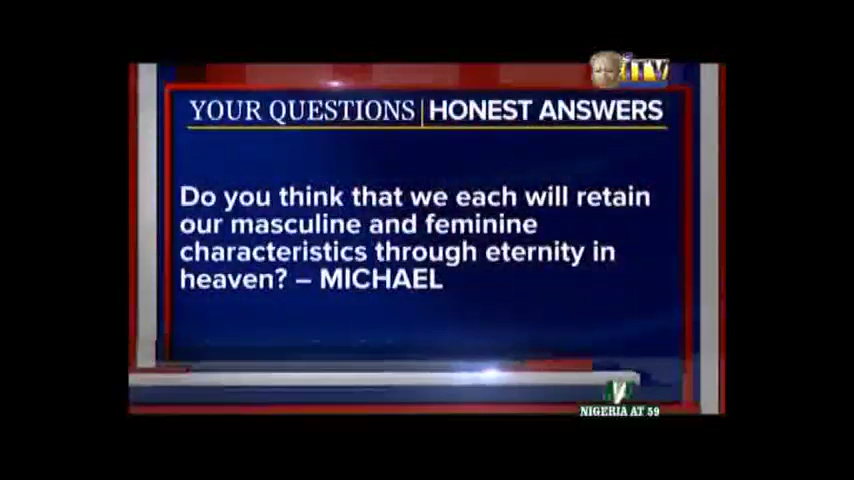 iTV
YOUR QUESTIONS | HONEST ANSWERS
Do you think that we each will retain
our masculine and feminine
characteristics through eternity in
heaven? – MICHAEL
NIGERIA AT 59